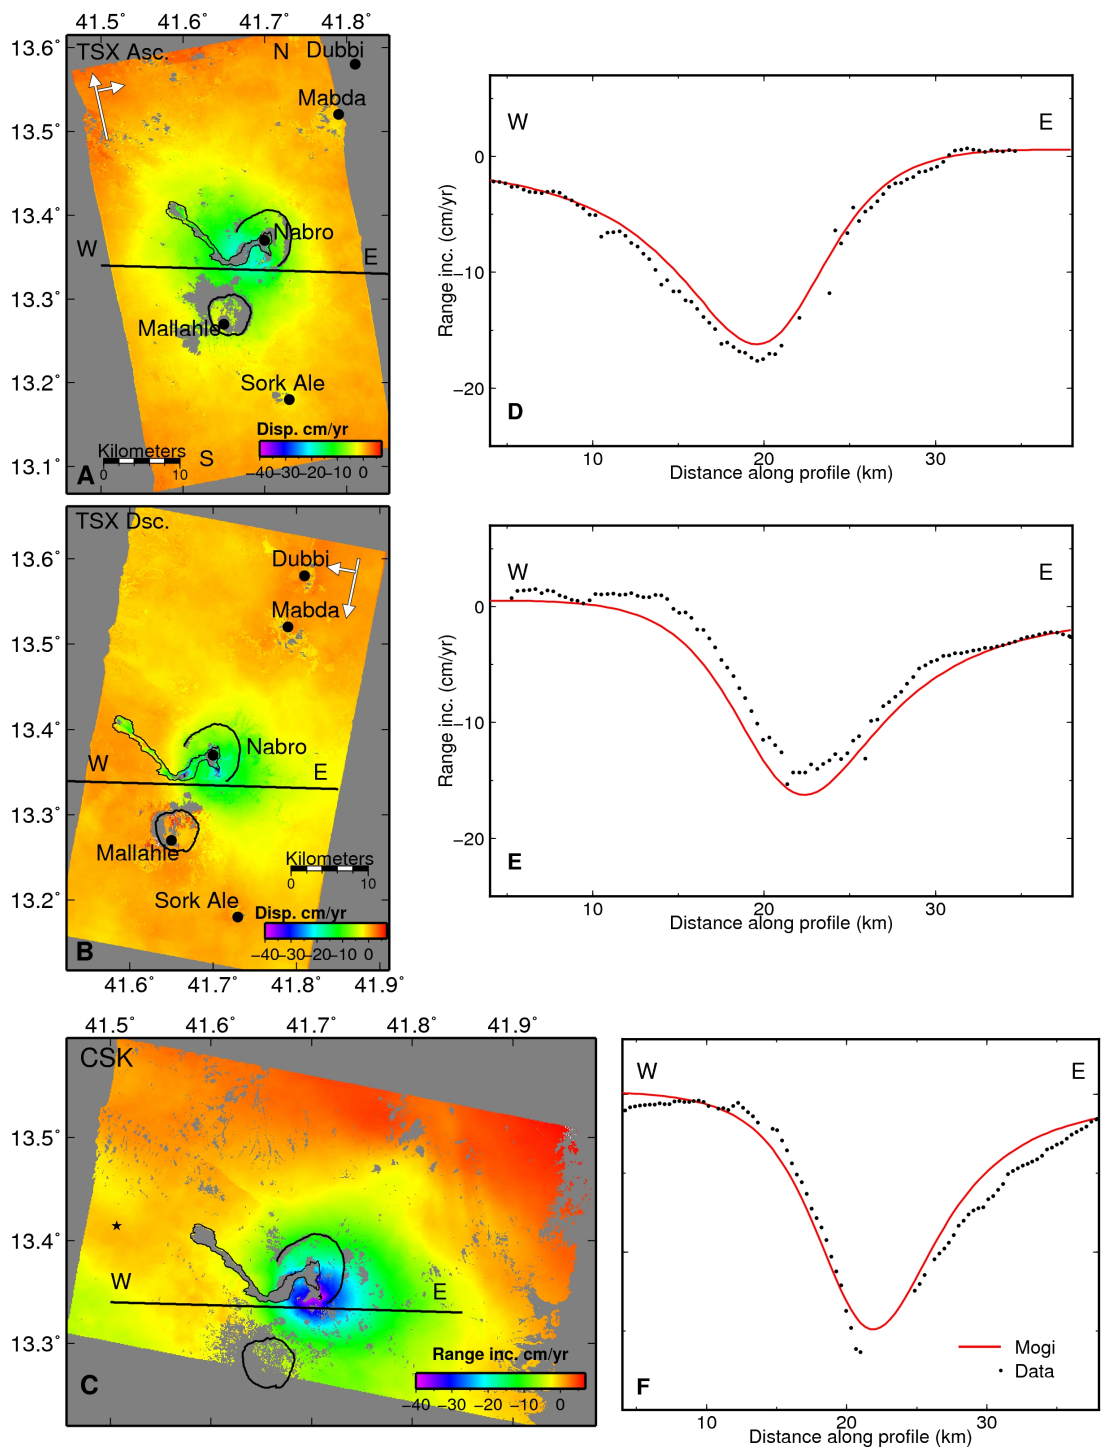 41.5° 41.6° 41.7° 41.8°
13.6°
13.5°
13.4°
13.3°
13.2°
13.1°
TSX Asc.
N
Dubbi
Mabda
Nabro
W
E
Mallahle
Sork Ale
Disp. cm/yr
−40 −30 −20 −10 0
Kilometers
0 10
S
A
W
E
0
−10
−20
Range inc. (cm/yr)
D
10 20 30
Distance along profile (km)
TSX Dsc.
13.6°
13.5°
13.4°
13.3°
13.2°
Dubbi
Mabda
Nabro
W
E
Mallahle
Kilometers
0 10
Sork Ale
Disp. cm/yr
−40 −30 −20 −10 0
B
41.6° 41.7° 41.8° 41.9°
W
E
0
−10
−20
Range inc. (cm/yr)
E
10 20 30
Distance along profile (km)
41.5° 41.6° 41.7° 41.8° 41.9°
CSK
13.5°
13.4°
13.3°
W
E
Range inc. cm/yr
−40 −30 −20 −10 0
C
W
E
Mogi
Data
F
10 20 30
Distance along profile (km)